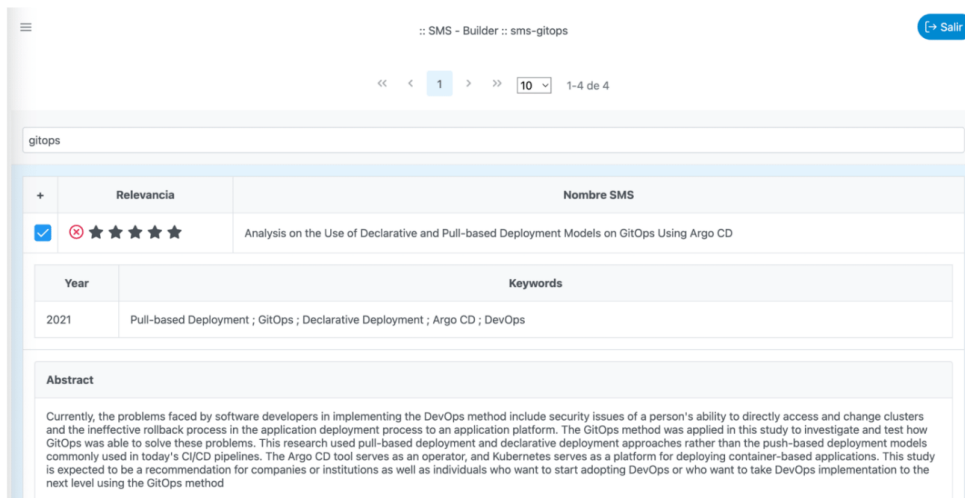 :: SMS - Builder :: sms-gitops
Salir
1
10
1-4 de 4
gitops
+ Relevancia Nombre SMS
Analysis on the Use of Declarative and Pull-based Deployment Models on GitOps Using Argo CD
Year Keywords
2021 Pull-based Deployment ; GitOps ; Declarative Deployment ; Argo CD ; DevOps
Abstract
Currently, the problems faced by software developers in implementing the DevOps method include security issues of a person's ability to directly access and change clusters
and the ineffective rollback process in the application deployment process to an application platform. The GitOps method was applied in this study to investigate and test how
GitOps was able to solve these problems. This research used pull-based deployment and declarative deployment approaches rather than the push-based deployment models
commonly used in today's CI/CD pipelines. The Argo CD tool serves as an operator, and Kubernetes serves as a platform for deploying container-based applications. This study
is expected to be a recommendation for companies or institutions as well as individuals who want to start adopting DevOps or who want to take DevOps implementation to the
next level using the GitOps method